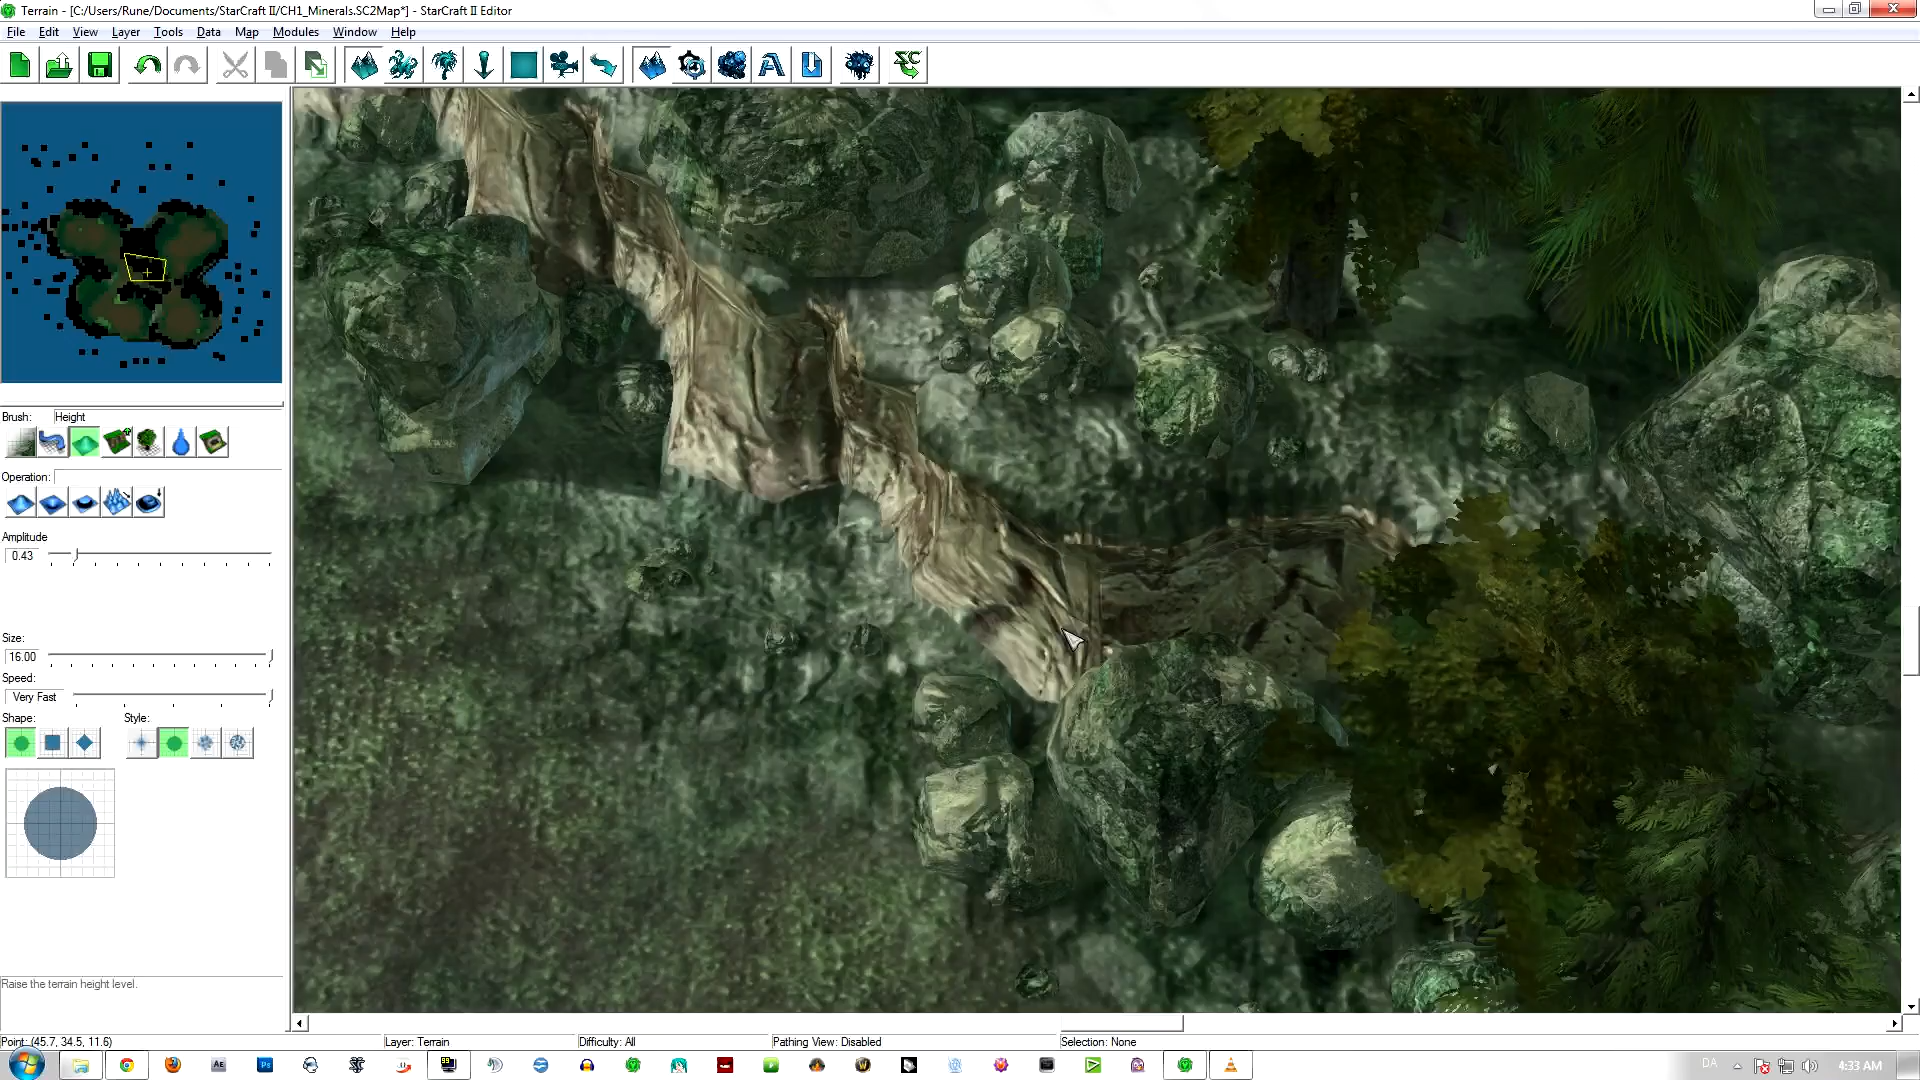 Terrain - [C:/Users/Rune/Documents/StarCraft II/CH1_Minerals.SC2Map*] - StarCraft II Editor
File Edit View Layer Tools Data Map Modules Window Help
Brush: Height
Operation:
Amplitude
0.43
Size:
16.00
Speed:
Very Fast
Shape: Style:
Raise the terrain height level.
Point: (45.7, 34.5, 11.6) Layer: Terrain Difficulty: All Pathing View: Disabled Selection: None
AE Ps W DA 4:33 AM